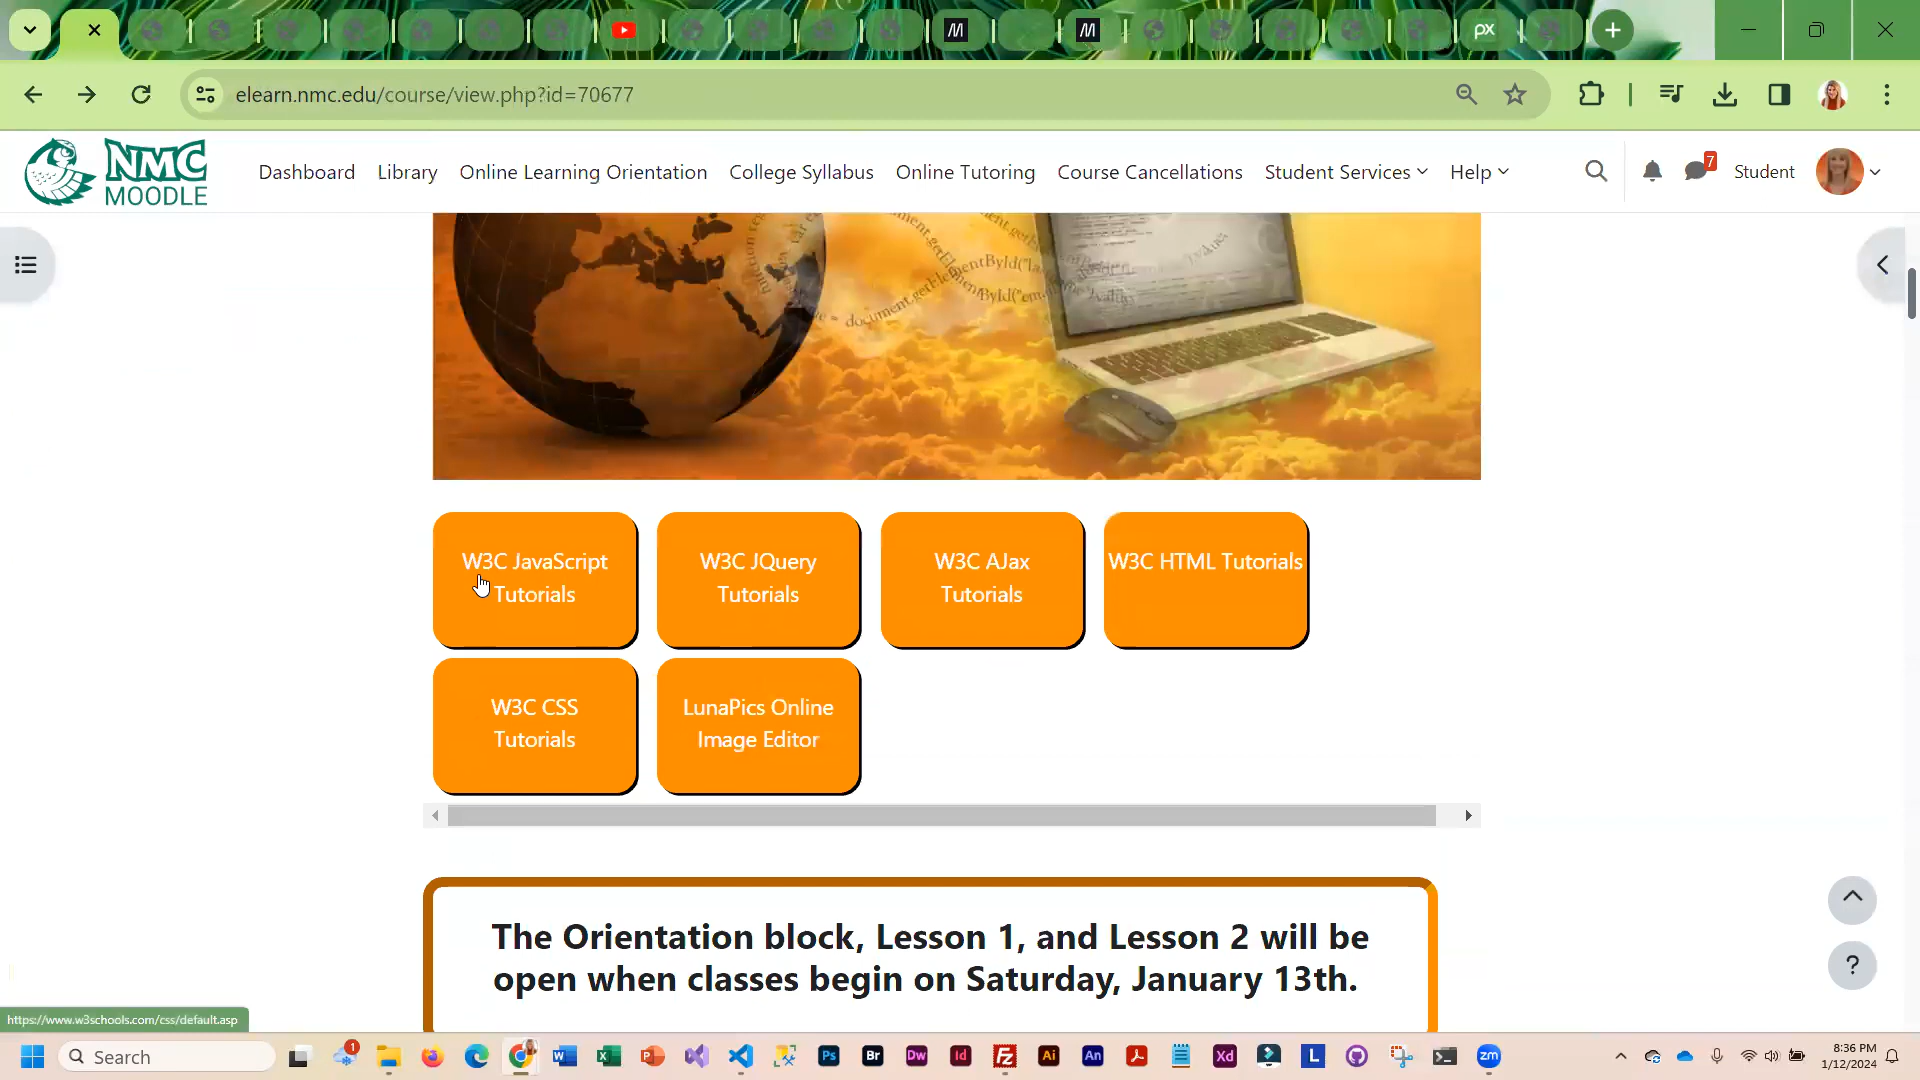 elearn.nmc.edu/course/view.php?id=70677
NMC
MOODLE
Dashboard
Library
Online Learning Orientation
College Syllabus
Online Tutoring
Course Cancellations
Student Services
Help
7
Student
W3C JavaScript
Tutorials
W3C JQuery
Tutorials
W3C AJax
Tutorials
W3C HTML Tutorials
W3C CSS
Tutorials
LunaPics Online
Image Editor
The Orientation block, Lesson 1, and Lesson 2 will be
open when classes begin on Saturday, January 13th.
https://www.w3schools.com/css/default.asp
Search
1
8:36 PM
1/12/2024